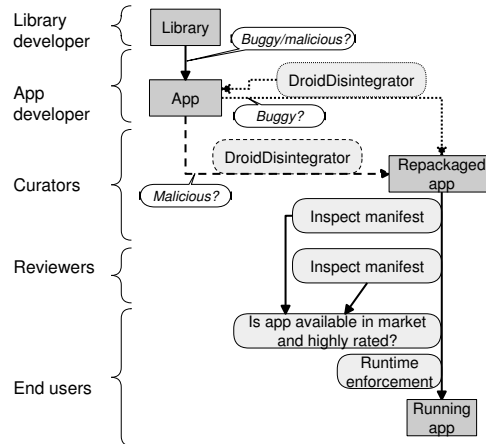 Library
developer
Library
Buggy/malicious?
DroidDisintegrator
App
developer
App
Buggy?
DroidDisintegrator
Curators
Malicious?
Repackaged
app
Inspect manifest
Reviewers
Inspect manifest
Is app available in market
and highly rated?
Runtime
enforcement
End users
Running
app